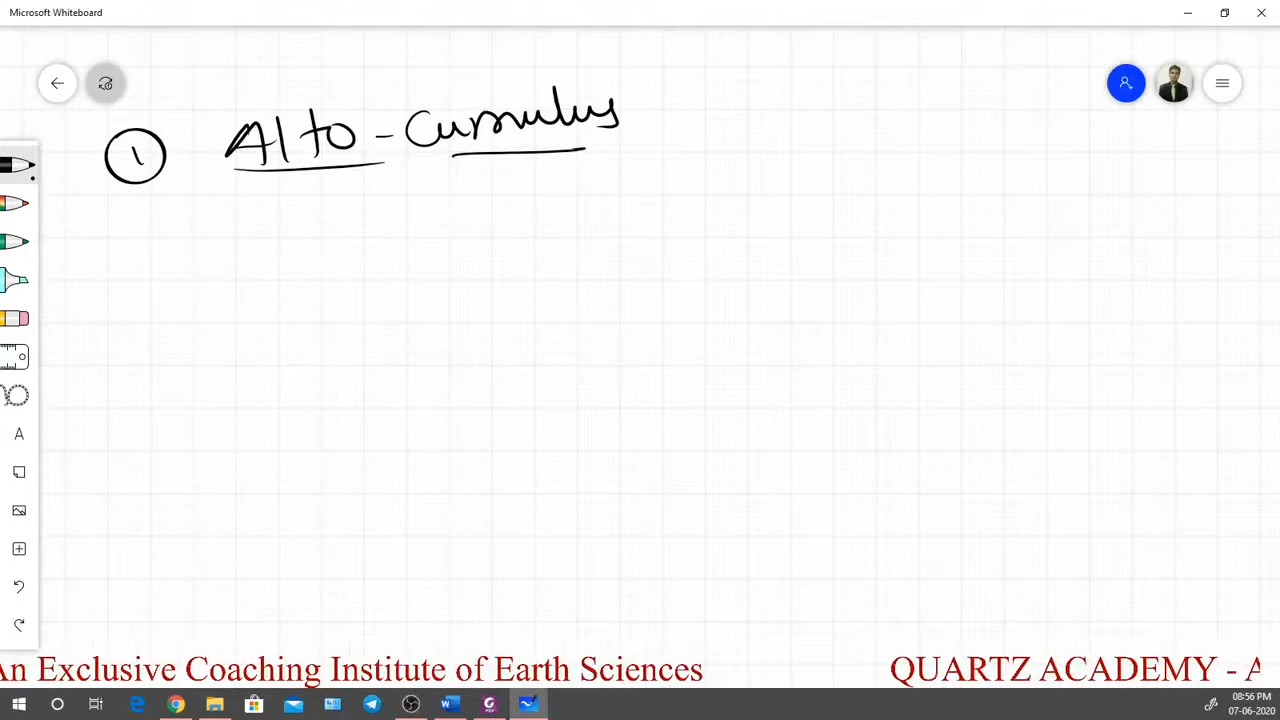 Microsoft Whiteboard
1 Alto-Cumulus
A
An Exclusive Coaching Institute of Earth Sciences QUARTZ ACADEMY - A
08:56 PM
07-06-2020